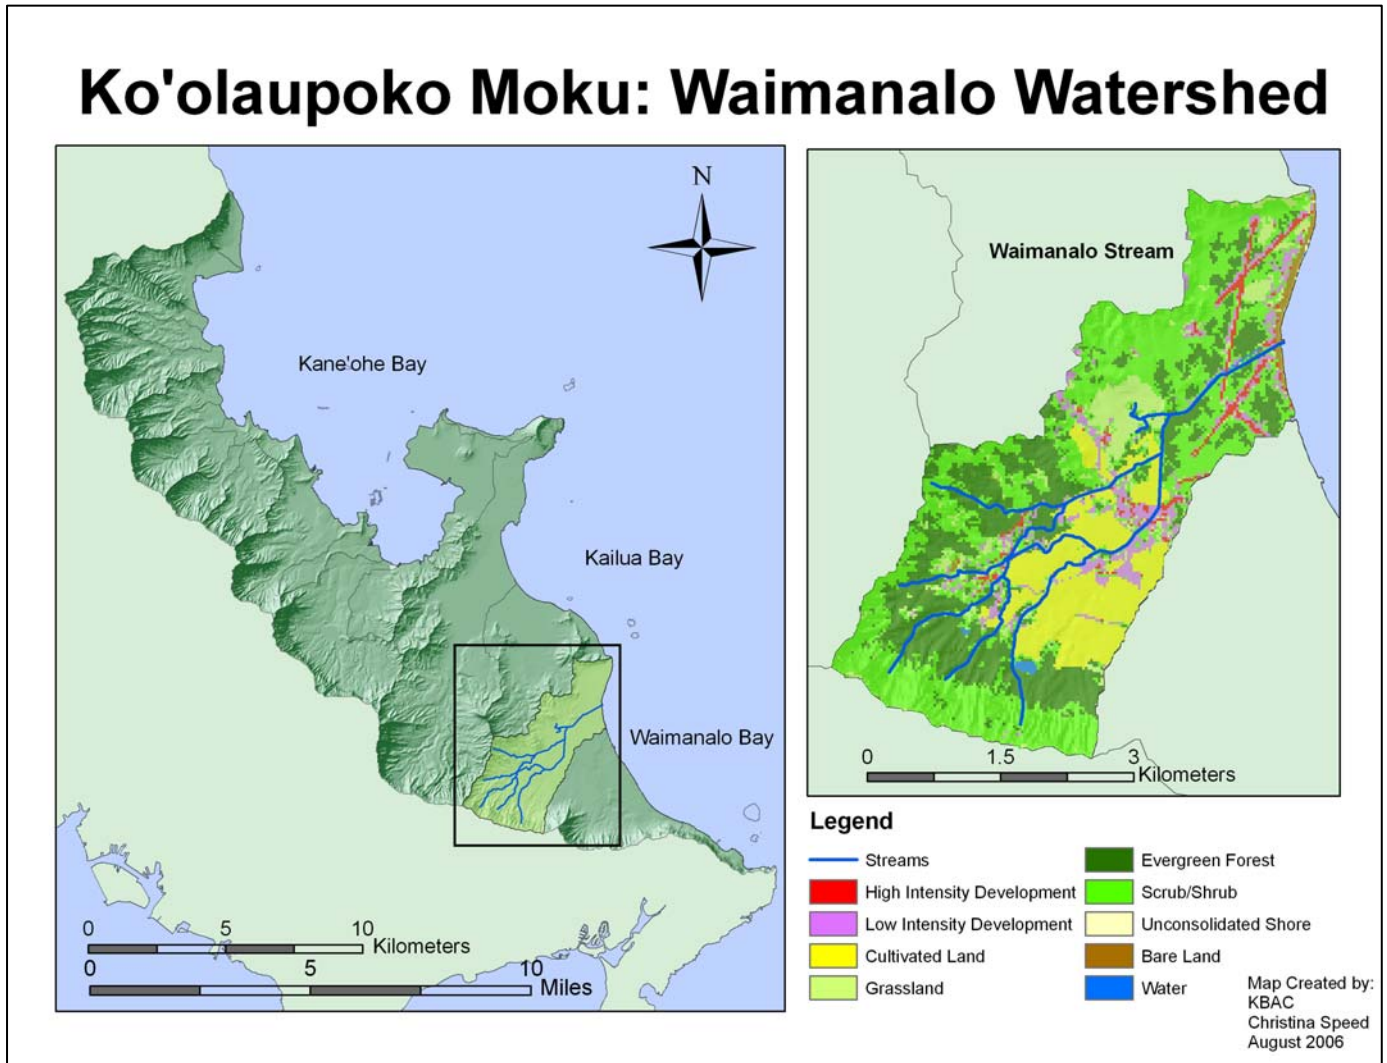 Ko'olaupoko Moku: Waimanalo Watershed
N
Kane'ohe Bay
Kailua Bay
Waimanalo Bay
0 5 10
Kilometers
0 5 10
Miles
Waimanalo Stream
0 1.5 3
Kilometers
Legend
Streams
High Intensity Development
Low Intensity Development
Cultivated Land
Grassland
Evergreen Forest
Scrub/Shrub
Unconsolidated Shore
Bare Land
Water
Map Created by:
KBAC
Christina Speed
August 2006